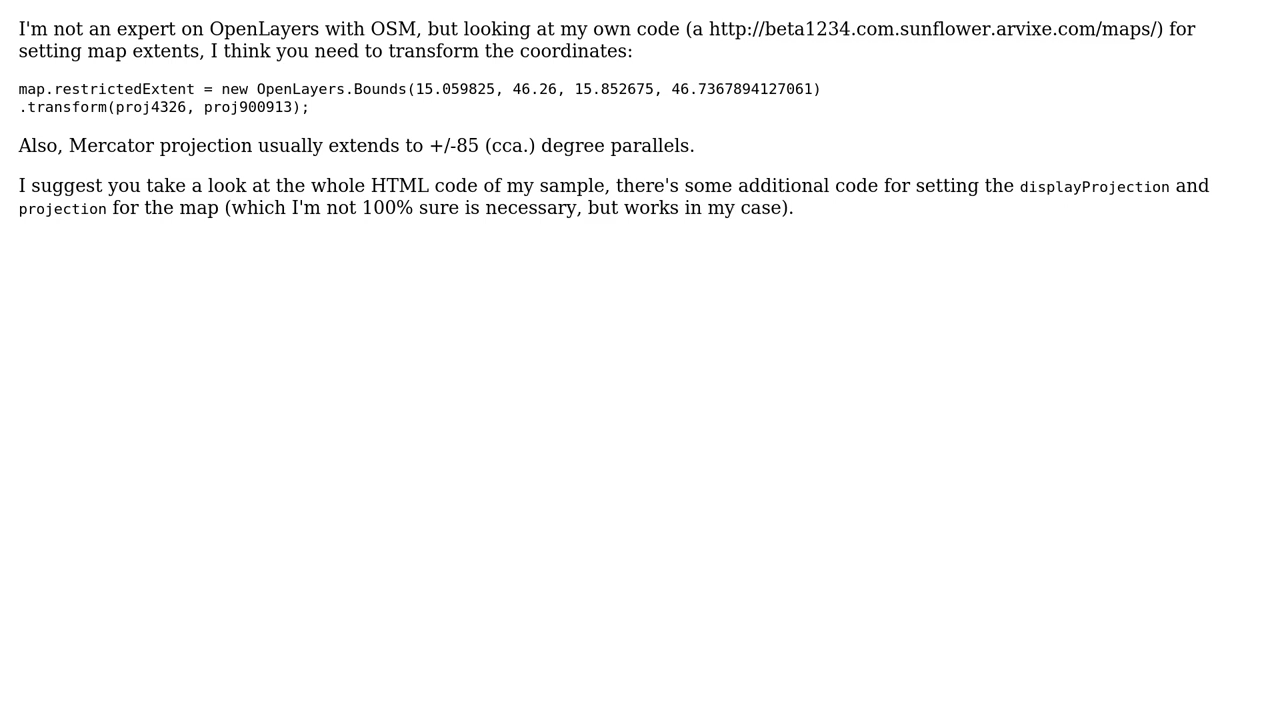 I'm not an expert on OpenLayers with OSM, but looking at my own code (a http://beta1234.com.sunflower.arvixe.com/maps/) for
setting map extents, I think you need to transform the coordinates:
map.restrictedExtent = new OpenLayers.Bounds(15.059825, 46.26, 15.852675, 46.7367894127061)
.transform(proj4326, proj900913);
Also, Mercator projection usually extends to +/-85 (cca.) degree parallels.
I suggest you take a look at the whole HTML code of my sample, there's some additional code for setting the displayProjection and
projection for the map (which I'm not 100% sure is necessary, but works in my case).